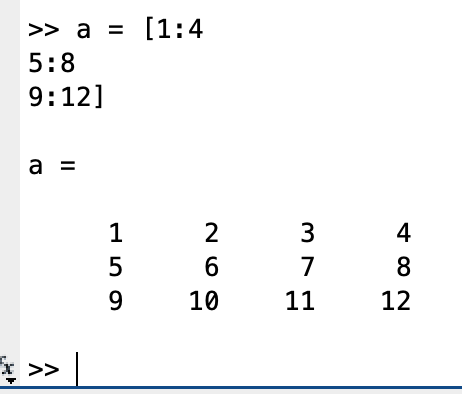 >> a = [1:4
5:8
9:12]
a =
1 2 3 4
5 6 7 8
9 10 11 12
fx >>